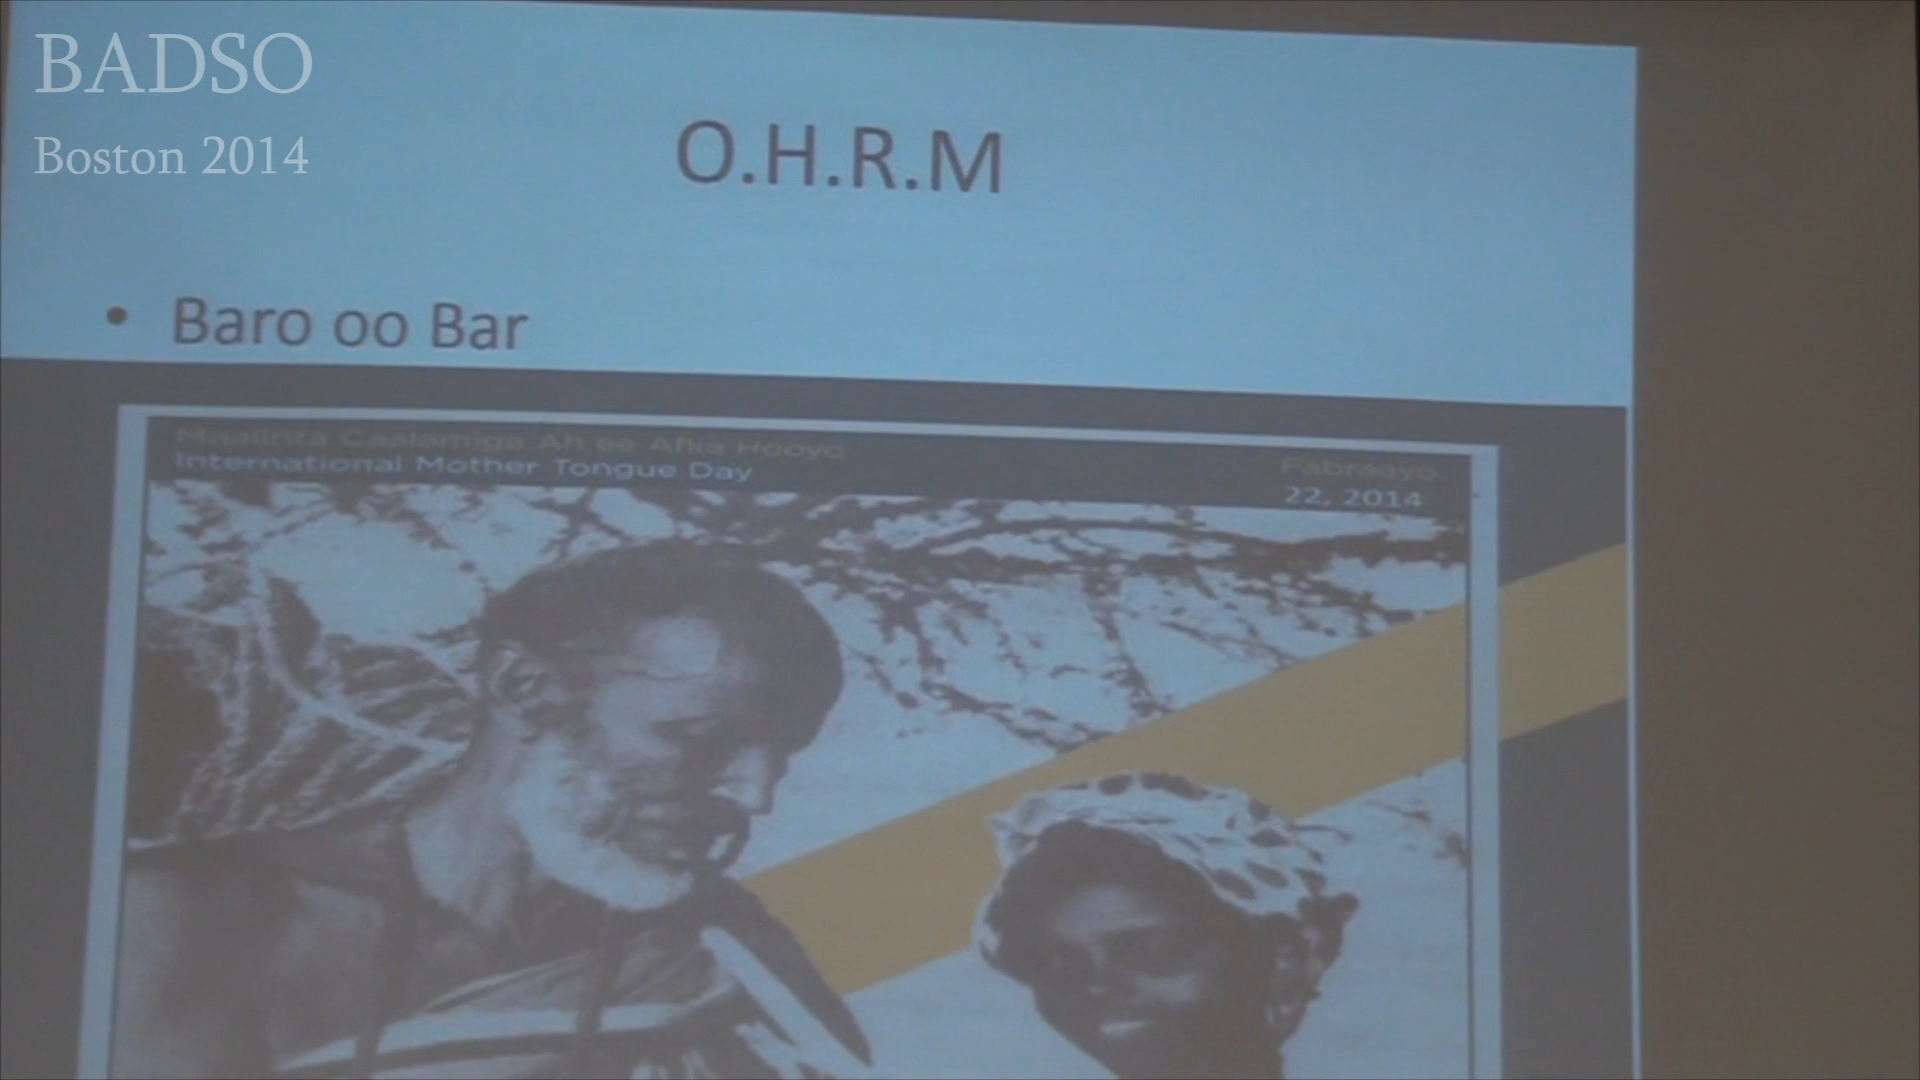 BADSO
Boston 2014
O.H.R.M
• Baro oo Bar
Maalinta Caalamiga Ah ee Afka Hooyo
International Mother Tongue Day
Fabraayo
22, 2014